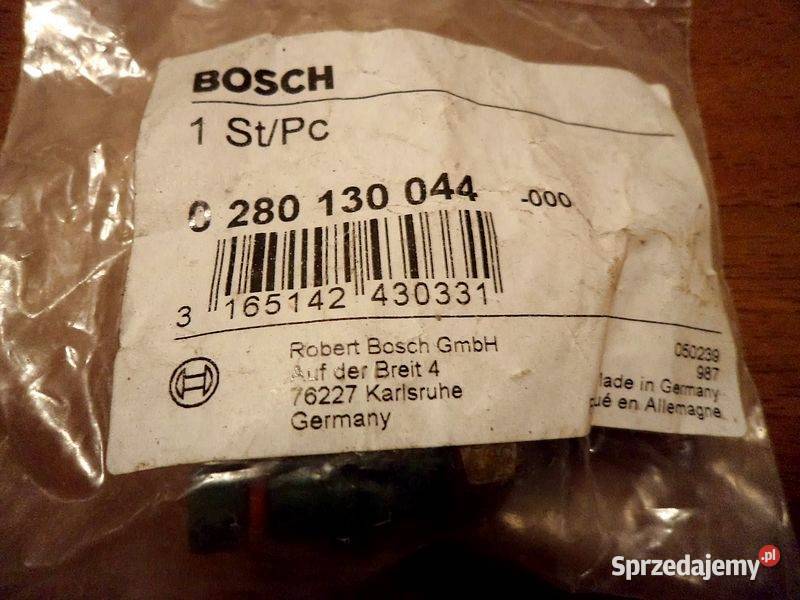 BOSCH
1 St/Pc
0 280 130 044 -000
3 165142 430331
Robert Bosch GmbH
Auf der Breit 4
76227 Karlsruhe
Germany
050239
987
Made in Germany
en Allemagne
Sprzedajemy.pl